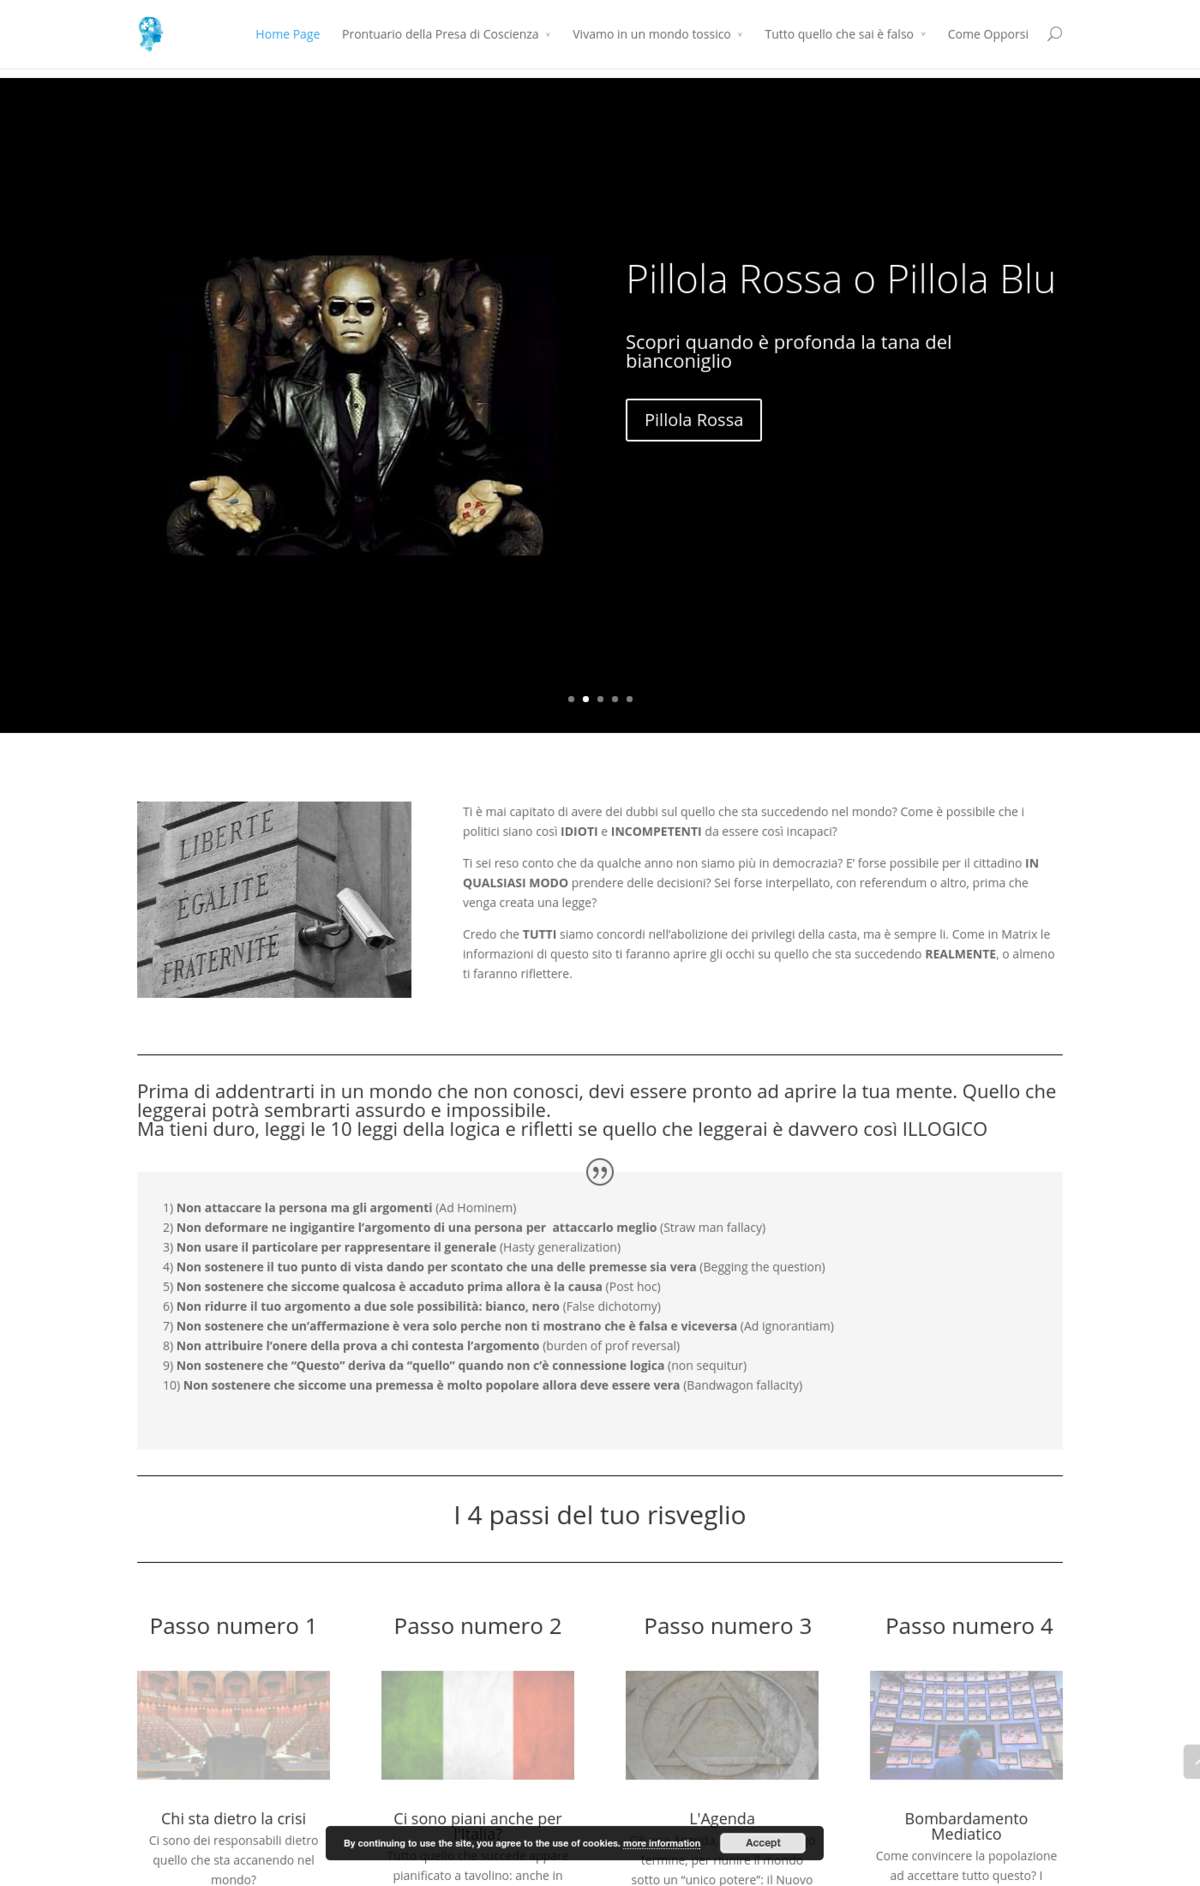 Home Page
Prontuario della Presa di Coscienza
Vivamo in un mondo tossico
Tutto quello che sai è falso
Come Opporsi
Pillola Rossa o Pillola Blu
Scopri quando è profonda la tana del
bianconiglio
Pillola Rossa
LIBERTÉ
ÉGALITÉ
FRATERNITÉ
Ti è mai capitato di avere dei dubbi sul quello che sta succedendo nel mondo? Come è possibile che i
politici siano così IDIOTI e INCOMPETENTI da essere così incapaci?
Ti sei reso conto che da qualche anno non siamo più in democrazia? E' forse possibile per il cittadino IN
QUALSIASI MODO prendere delle decisioni? Sei forse interpellato, con referendum o altro, prima che
venga creata una legge?
Credo che TUTTI siamo concordi nell'abolizione dei privilegi della casta, ma è sempre li. Come in Matrix le
informazioni di questo sito ti faranno aprire gli occhi su quello che sta succedendo REALMENTE, o almeno
ti faranno riflettere.
Prima di addentrarti in un mondo che non conosci, devi essere pronto ad aprire la tua mente. Quello che
leggerai potrà sembrarti assurdo e impossibile.
Ma tieni duro, leggi le 10 leggi della logica e rifletti se quello che leggerai è davvero così ILLOGICO
1) Non attaccare la persona ma gli argomenti (Ad Hominem)
2) Non deformare ne ingigantire l'argomento di una persona per attaccarlo meglio (Straw man fallacy)
3) Non usare il particolare per rappresentare il generale (Hasty generalization)
4) Non sostenere il tuo punto di vista dando per scontato che una delle premesse sia vera (Begging the question)
5) Non sostenere che siccome qualcosa è accaduto prima allora è la causa (Post hoc)
6) Non ridurre il tuo argomento a due sole possibilità: bianco, nero (False dichotomy)
7) Non sostenere che un'affermazione è vera solo perche non ti mostrano che è falsa e viceversa (Ad ignorantiam)
8) Non attribuire l'onere della prova a chi contesta l'argomento (burden of prof reversal)
9) Non sostenere che "Questo" deriva da "quello" quando non c'è connessione logica (non sequitur)
10) Non sostenere che siccome una premessa è molto popolare allora deve essere vera (Bandwagon fallacity)
I 4 passi del tuo risveglio
Passo numero 1
Chi sta dietro la crisi
Ci sono dei responsabili dietro
quello che sta accanendo nel
mondo?
Passo numero 2
Ci sono piani anche per
l'Italia?
Tutto quello che succede appare
pianificato a tavolino: anche in
Passo numero 3
L'Agenda
termine, per riunire il mondo
sotto un "unico potere": il Nuovo
Passo numero 4
Bombardamento
Mediatico
Come convincere la popolazione
ad accettare tutto questo? I
By continuing to use the site, you agree to the use of cookies. more information
Accept